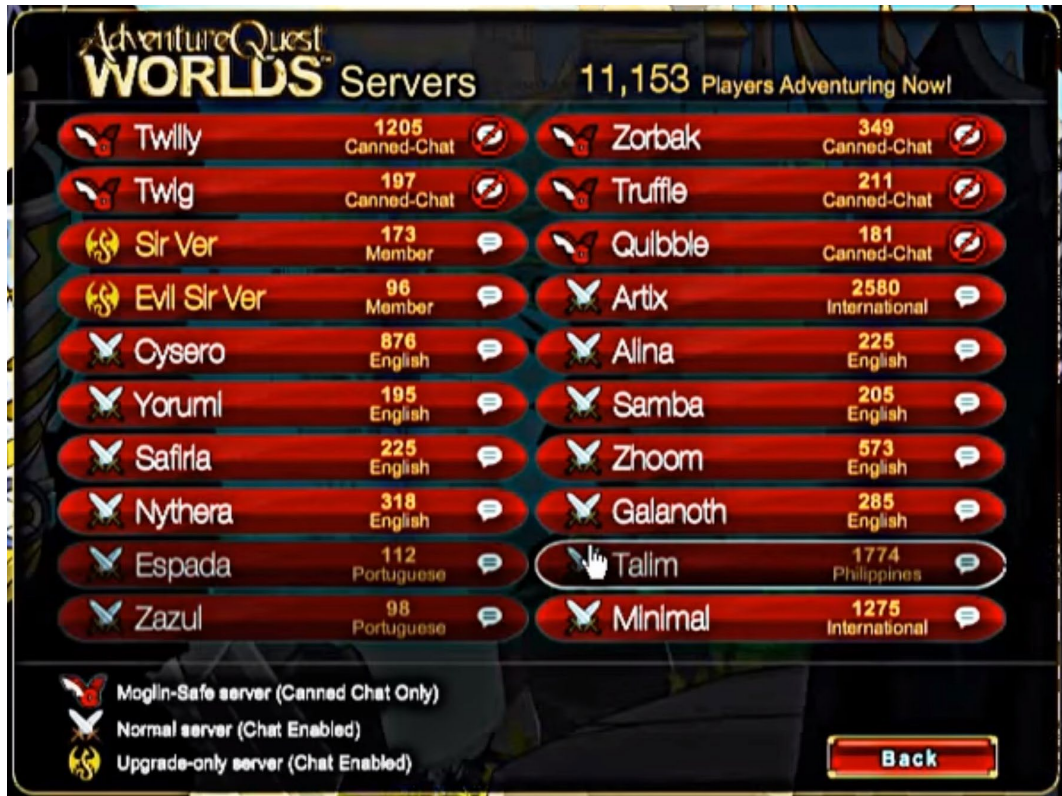 AdventureQuest
WORLDS™ Servers 11,153 Players Adventuring Now!
Twilly 1205 Canned-Chat
Zorbak 349 Canned-Chat
Twig 197 Canned-Chat
Truffle 211 Canned-Chat
Sir Ver 173 Member
Quibble 181 Canned-Chat
Evil Sir Ver 96 Member
Artix 2580 International
Cysero 876 English
Alina 225 English
Yorumi 195 English
Samba 205 English
Safiria 225 English
Zhoom 573 English
Nythera 318 English
Galanoth 285 English
Espada 112 Portuguese
Talim 1774 Philippines
Zazul 98 Portuguese
Minimal 1275 International
Moglin-Safe server (Canned Chat Only)
Normal server (Chat Enabled)
Upgrade-only server (Chat Enabled)
Back